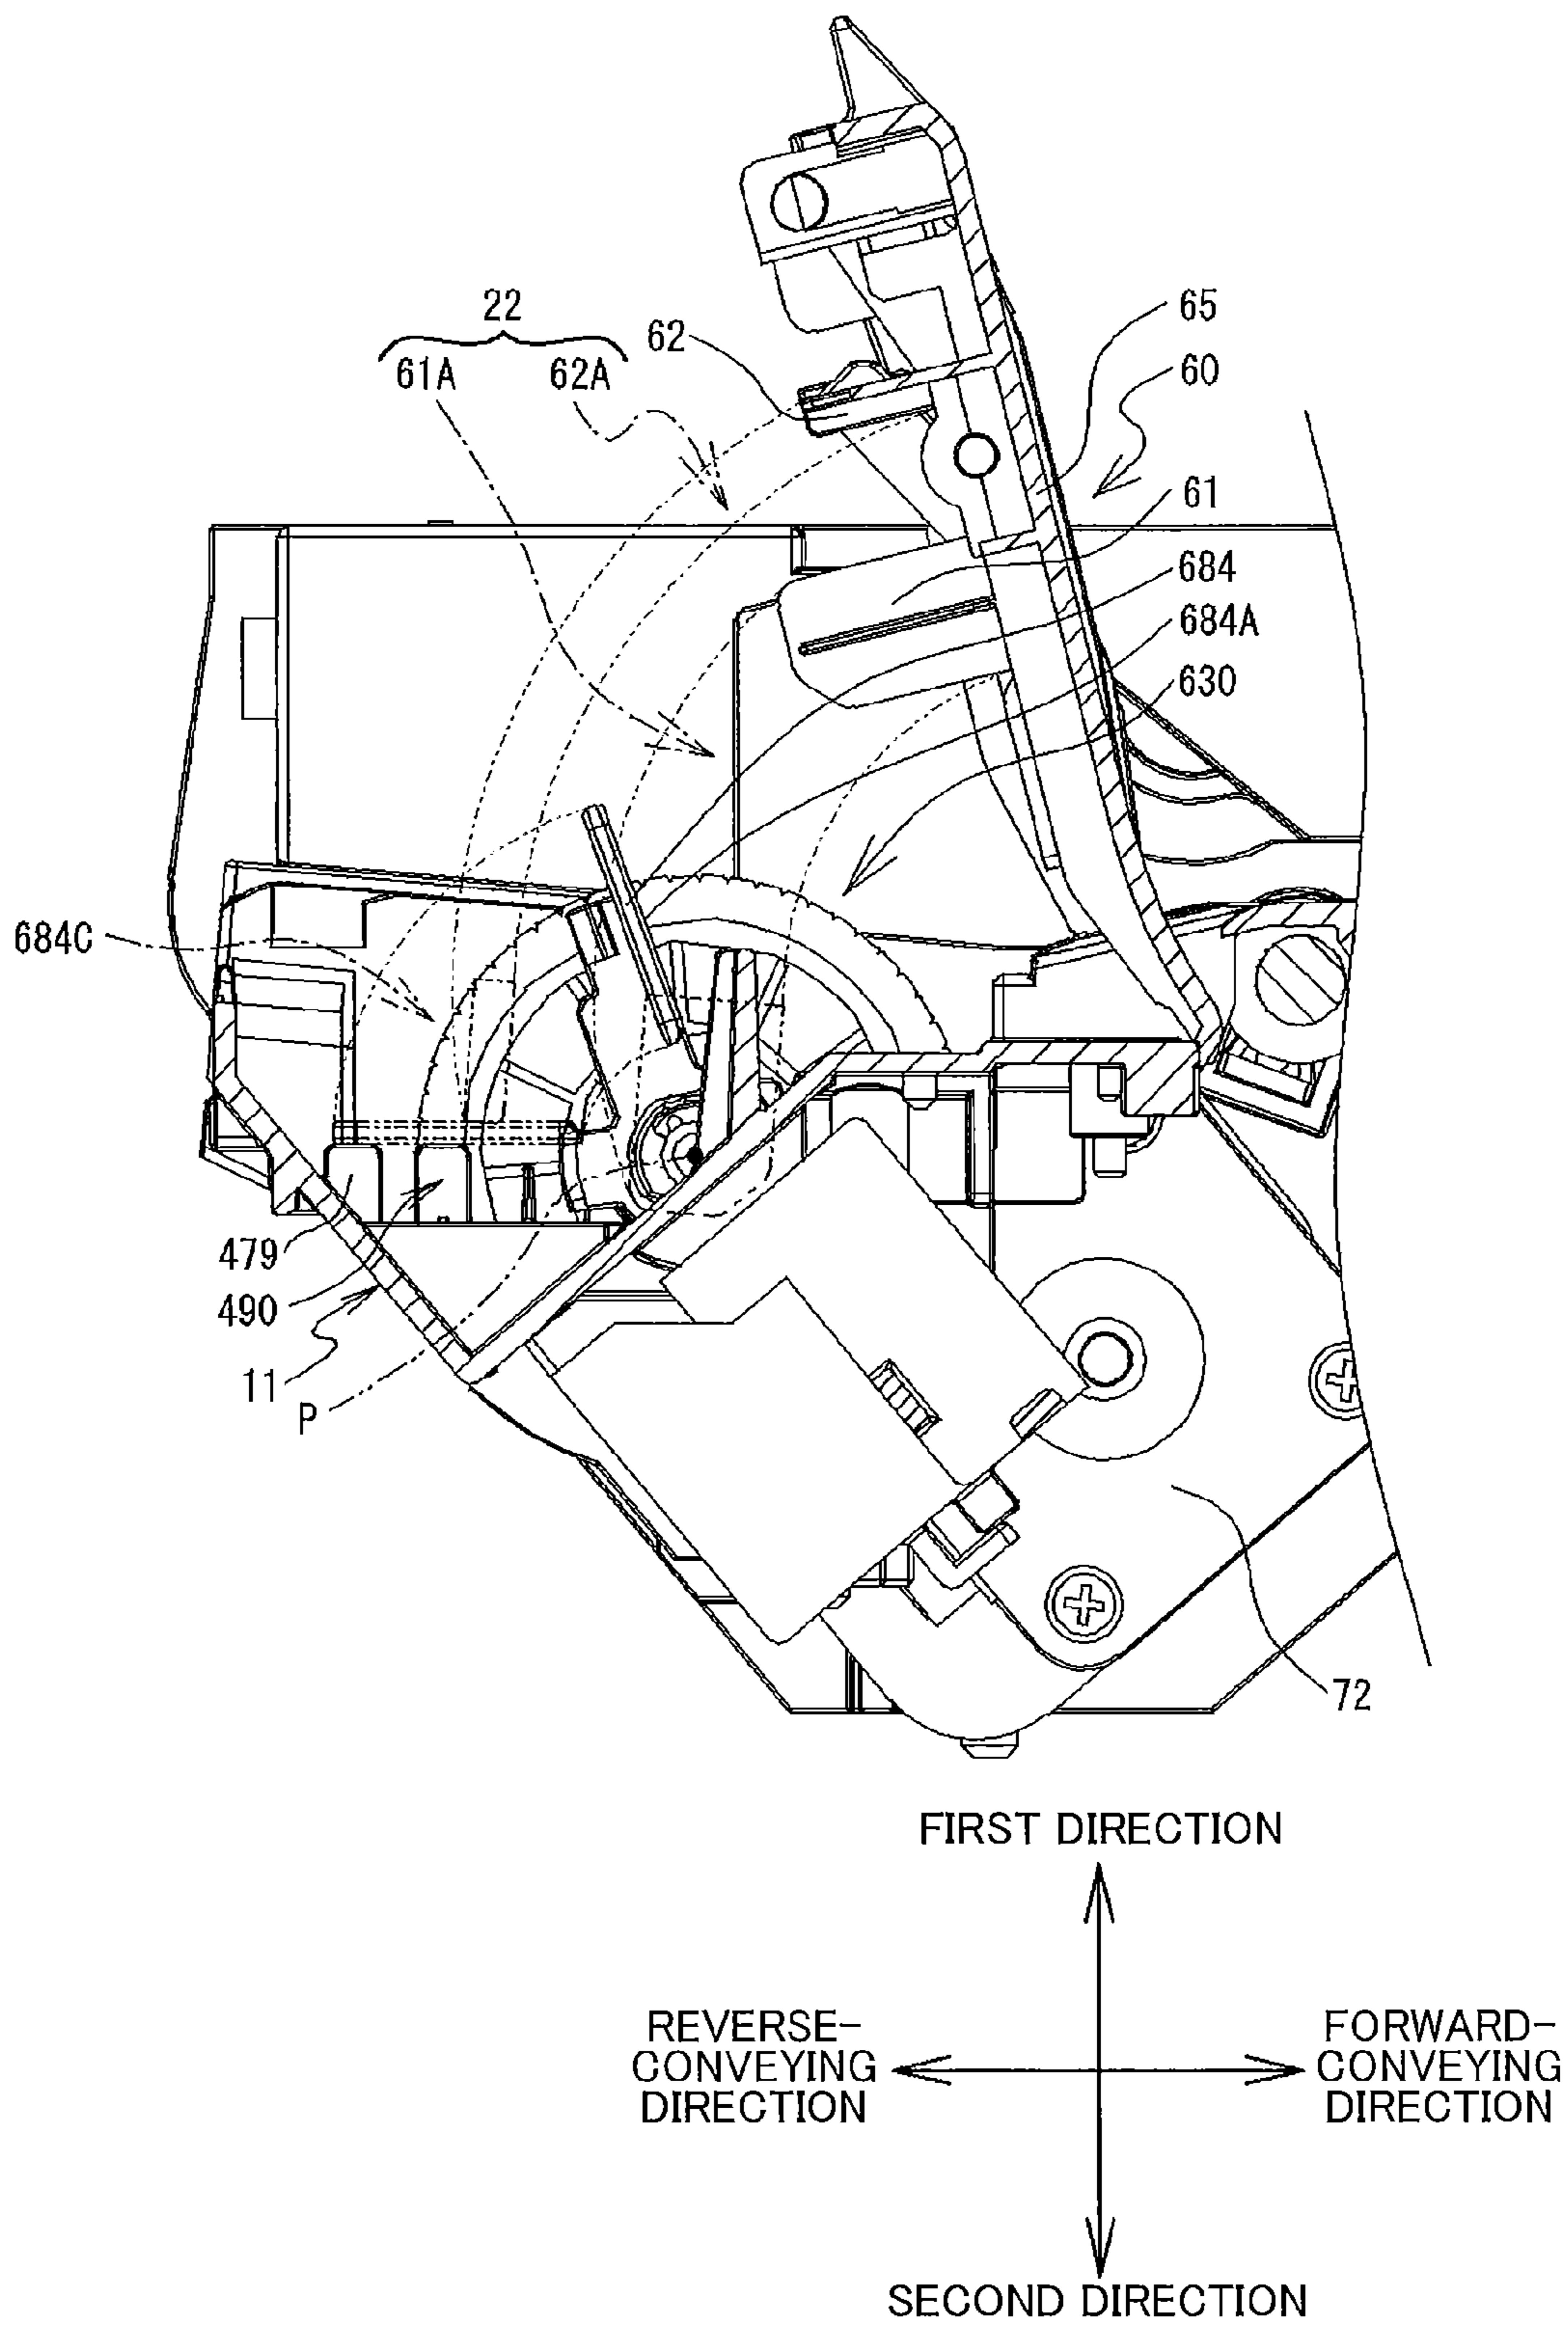 22
61A
62A
62
65
60
61
684
684A
630
684C
479
490
11
P
72
FIRST DIRECTION
REVERSE-
CONVEYING
DIRECTION
FORWARD-
CONVEYING
DIRECTION
SECOND DIRECTION